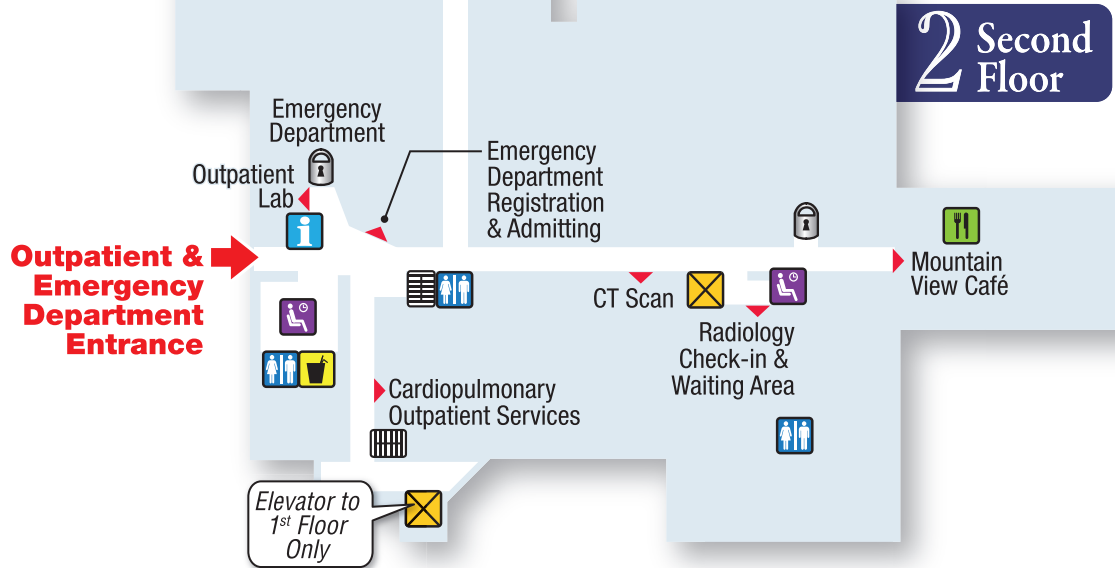 2 Second
Floor
Emergency
Department
Outpatient
Lab
Emergency
Department
Registration
& Admitting
Outpatient &
Emergency
Department
Entrance
i
Mountain
View Café
CT Scan
Radiology
Check-in &
Waiting Area
Cardiopulmonary
Outpatient Services
Elevator to
1st Floor
Only